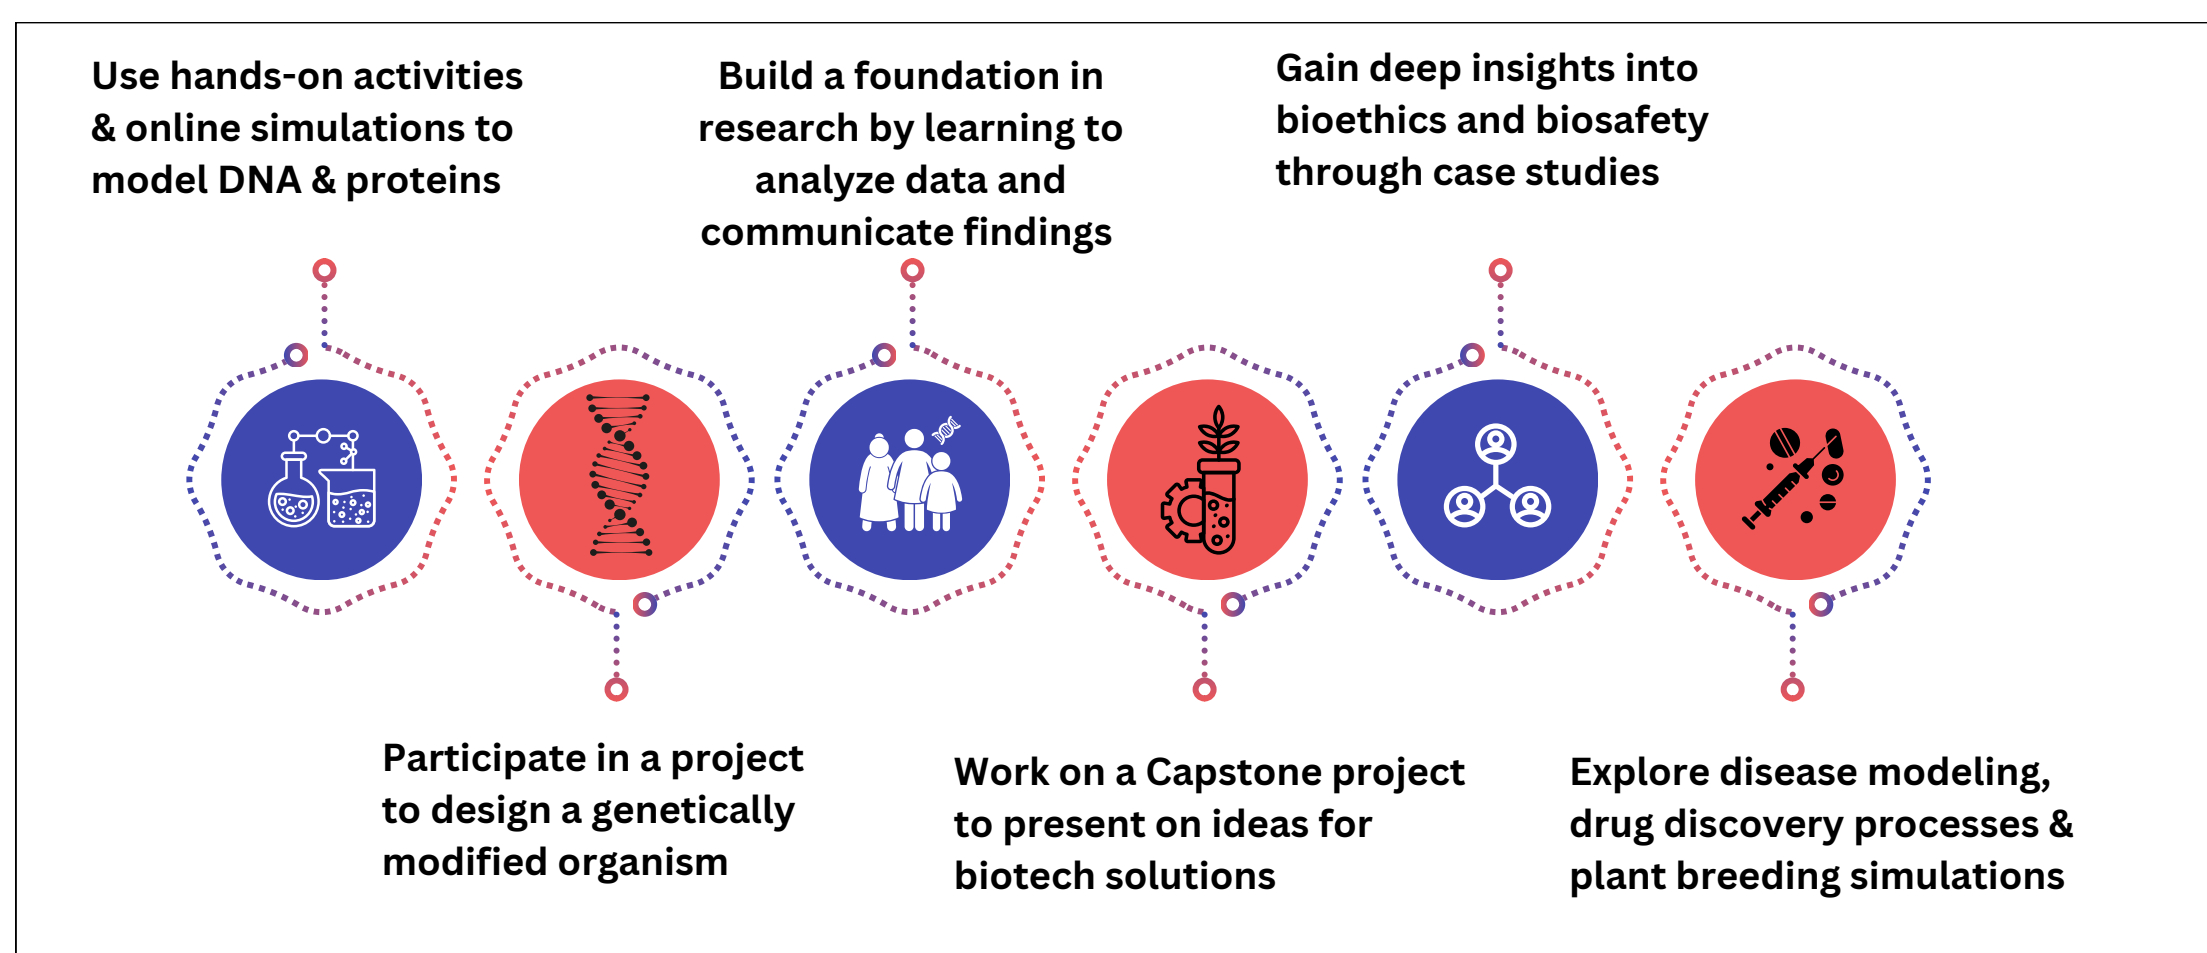 Use hands-on activities
& online simulations to
model DNA & proteins
Build a foundation in
research by learning to
analyze data and
communicate findings
Gain deep insights into
bioethics and biosafety
through case studies
Participate in a project
to design a genetically
modified organism
Work on a Capstone project
to present on ideas for
biotech solutions
Explore disease modeling,
drug discovery processes &
plant breeding simulations